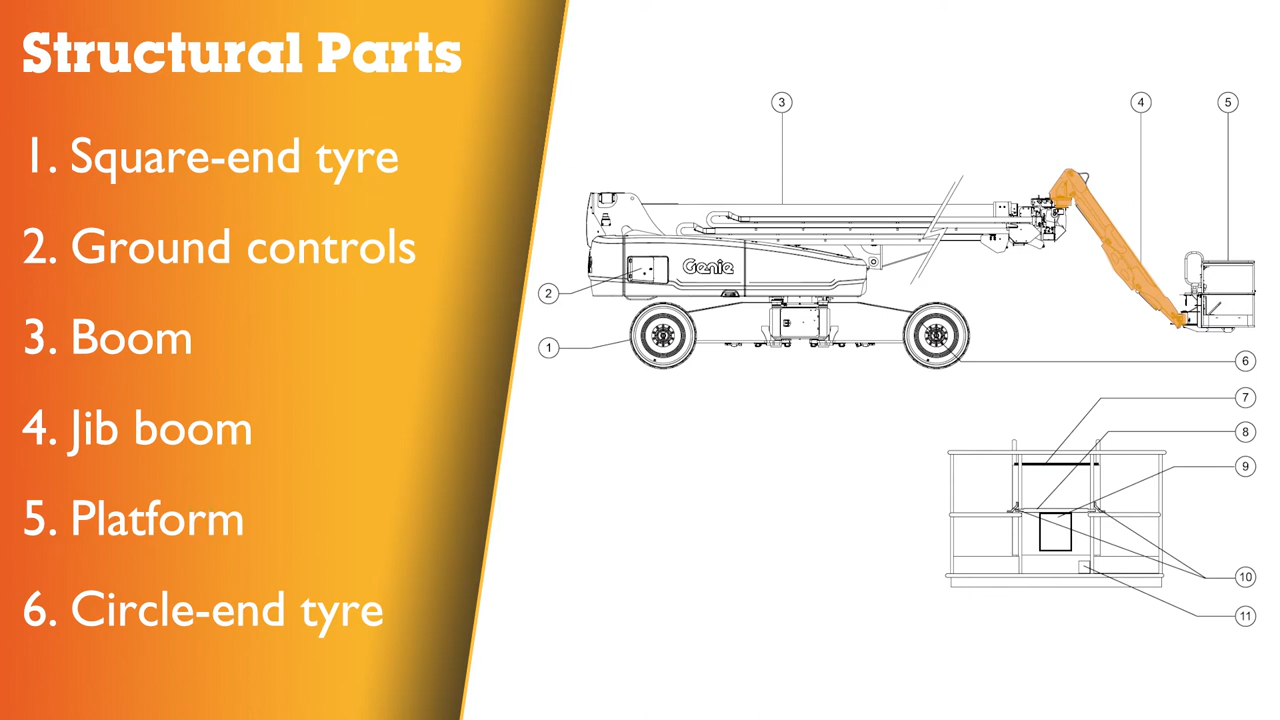 Structural Parts
1. Square-end tyre
2. Ground controls
3. Boom
4. Jib boom
5. Platform
6. Circle-end tyre
3
4
5
Genie
2
1
6
7
8
9
10
11